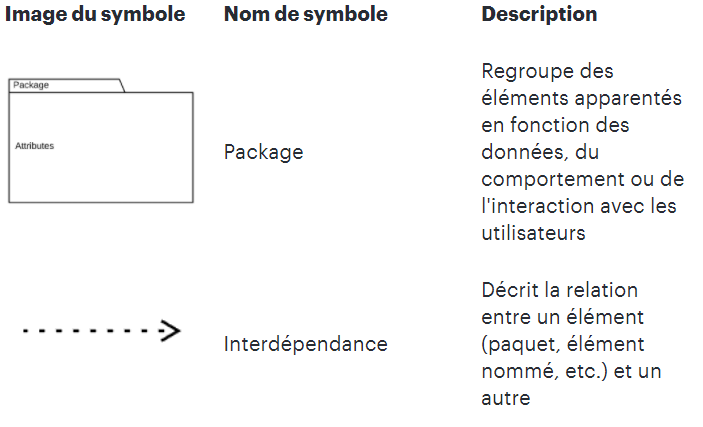 Image du symbole
Nom de symbole
Description
Package
Attributes
Package
Regroupe des
éléments apparentés
en fonction des
données, du
comportement ou de
l'interaction avec les
utilisateurs
Interdépendance
Décrit la relation
entre un élément
(paquet, élément
nommé, etc.) et un
autre